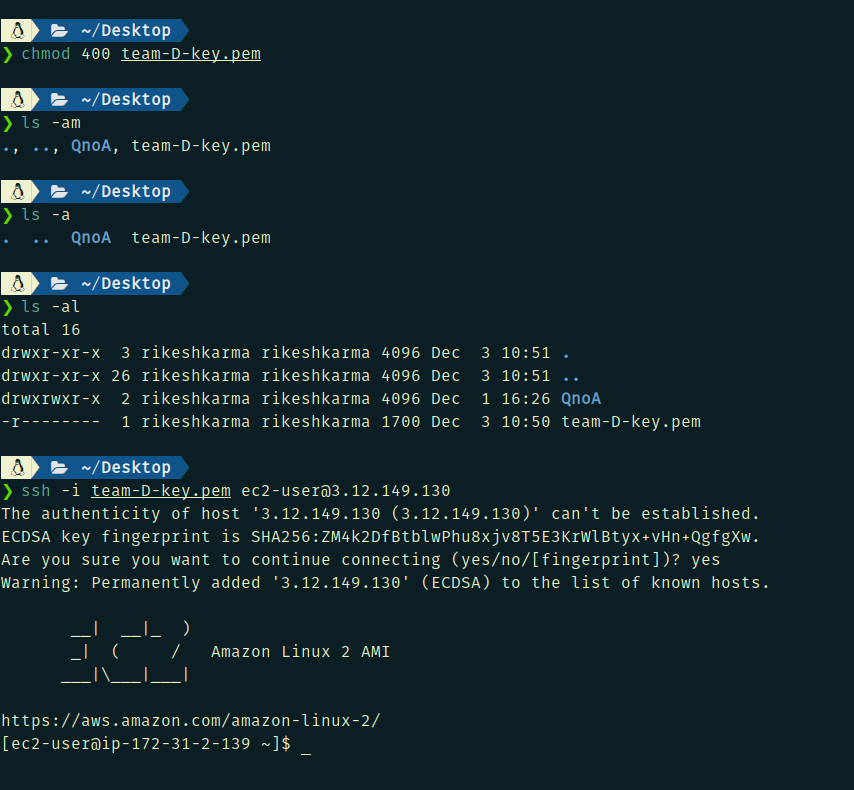 ~/Desktop
❯ chmod 400 team-D-key.pem
~/Desktop
❯ ls -am
., .., QnoA, team-D-key.pem
~/Desktop
❯ ls -a
.  ..  QnoA  team-D-key.pem
~/Desktop
❯ ls -al
total 16
drwxr-xr-x  3 rikeshkarma rikeshkarma 4096 Dec  3 10:51 .
drwxr-xr-x 26 rikeshkarma rikeshkarma 4096 Dec  3 10:51 ..
drwxrwxr-x  2 rikeshkarma rikeshkarma 4096 Dec  1 16:26 QnoA
-r--------  1 rikeshkarma rikeshkarma 1700 Dec  3 10:50 team-D-key.pem
~/Desktop
❯ ssh -i team-D-key.pem ec2-user@3.12.149.130
The authenticity of host '3.12.149.130 (3.12.149.130)' can't be established.
ECDSA key fingerprint is SHA256:ZM4k2DfBtblwPhu8xjv8T5E3KrWlBtyx+vHn+QgfgXw.
Are you sure you want to continue connecting (yes/no/[fingerprint])? yes
Warning: Permanently added '3.12.149.130' (ECDSA) to the list of known hosts.
       __|  __|_  )
       _|  (     /   Amazon Linux 2 AMI
      ___|\___|___|
https://aws.amazon.com/amazon-linux-2/
[ec2-user@ip-172-31-2-139 ~]$ _